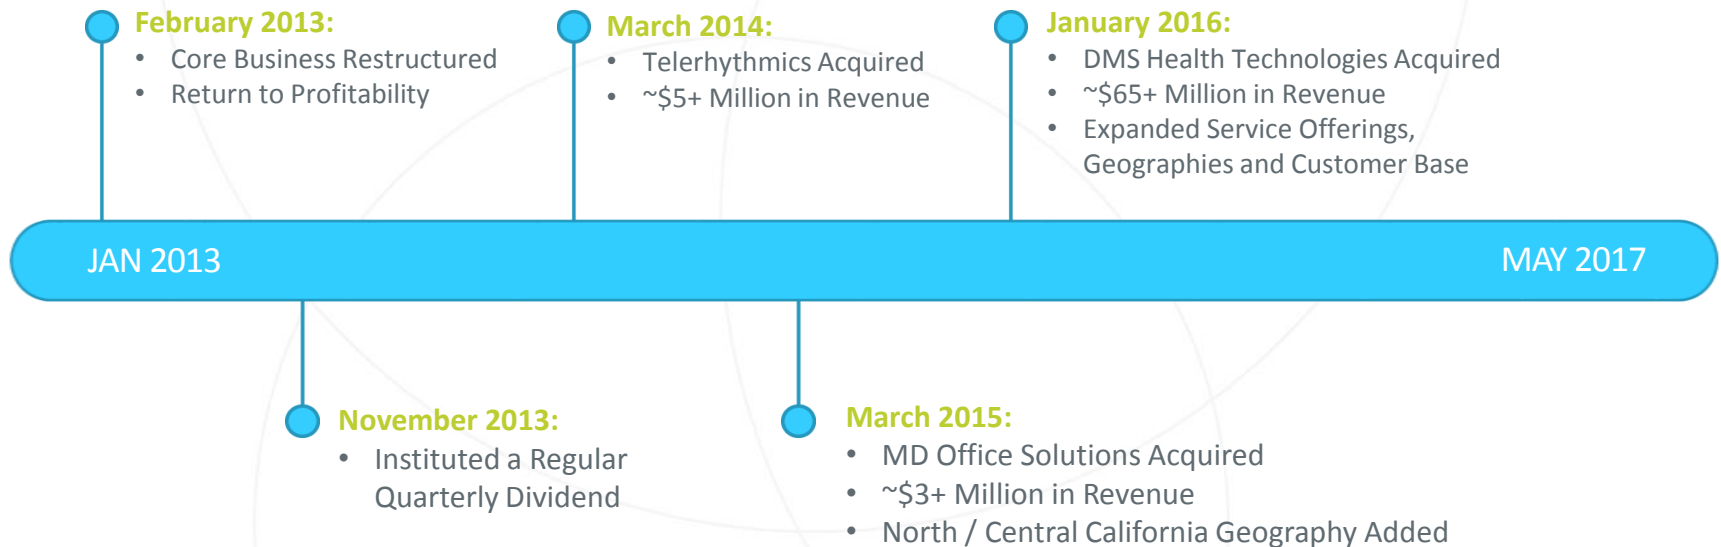 February 2013:
• Core Business Restructured
• Return to Profitability
March 2014:
• Telerhythmics Acquired
• ~$5+ Million in Revenue
January 2016:
• DMS Health Technologies Acquired
• ~$65+ Million in Revenue
• Expanded Service Offerings,
Geographies and Customer Base
JAN 2013
MAY 2017
November 2013:
• Instituted a Regular
Quarterly Dividend
March 2015:
• MD Office Solutions Acquired
• ~$3+ Million in Revenue
• North / Central California Geography Added